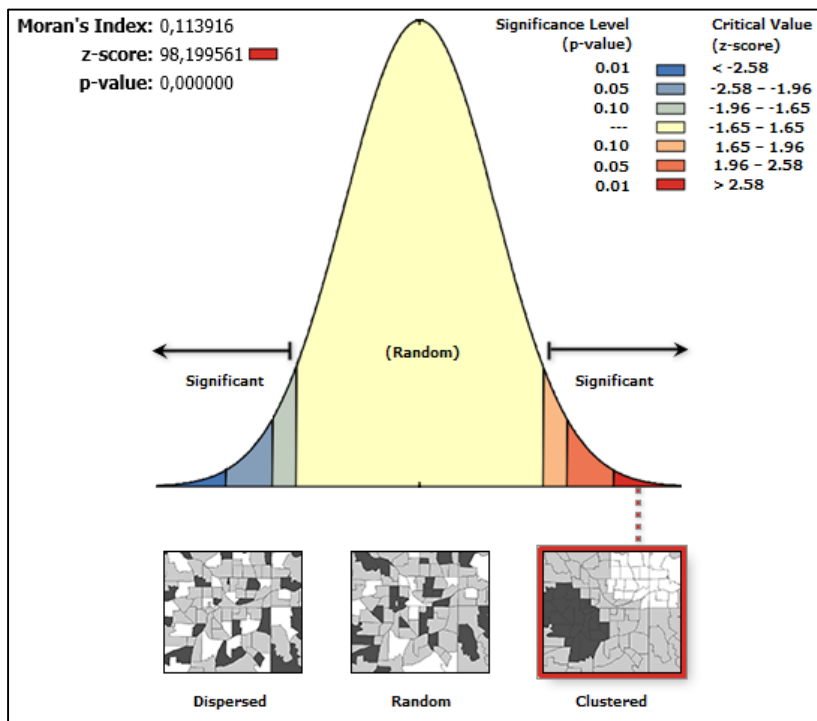 Moran's Index: 0,113916
z-score: 98,199561
p-value: 0,000000
Significance Level
(p-value)
Critical Value
(z-score)
0.01 < -2.58
0.05 -2.58 – -1.96
0.10 -1.96 – -1.65
--- -1.65 – 1.65
0.10 1.65 – 1.96
0.05 1.96 – 2.58
0.01 > 2.58
(Random)
Significant
Significant
Dispersed
Random
Clustered